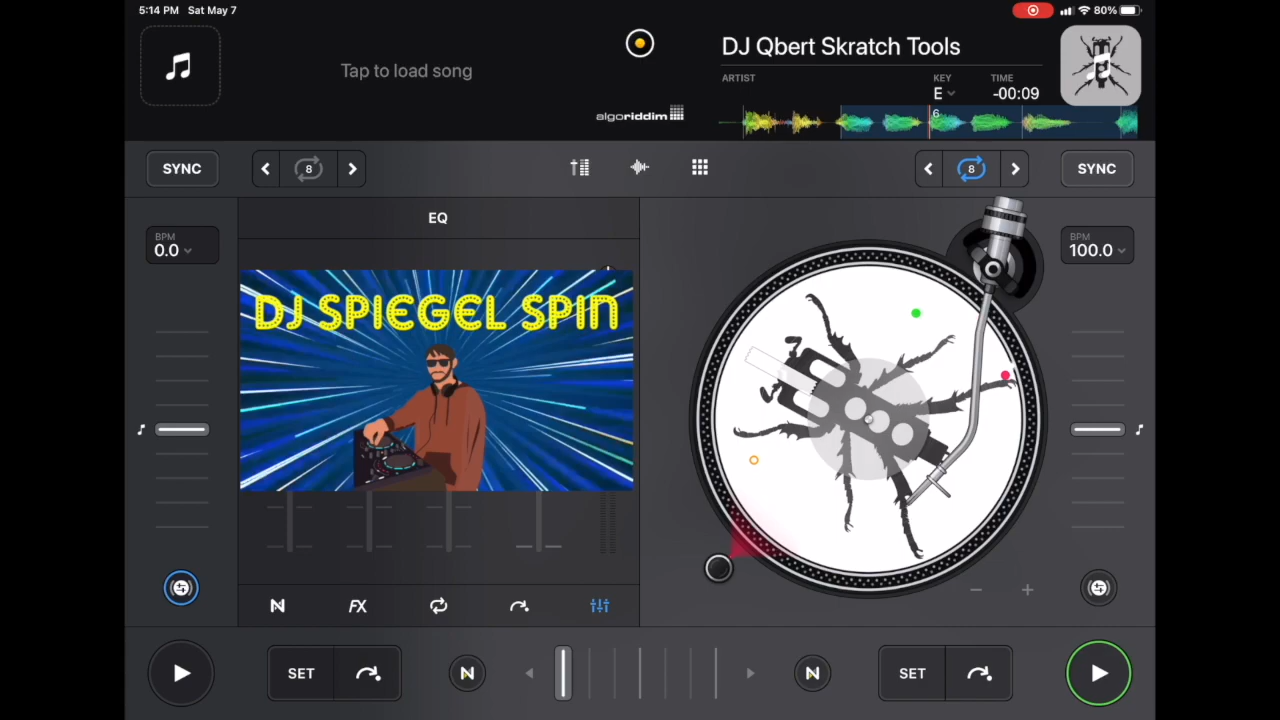 5:14 PM Sat May 7
80%
Tap to load song
algoriddim
DJ Qbert Skratch Tools
ARTIST
KEY
TIME
E
-00:09
6
SYNC
8
8
SYNC
EQ
BPM
0.0
BPM
100.0
DJ SPIEGEL SPIN
FX
SET
SET